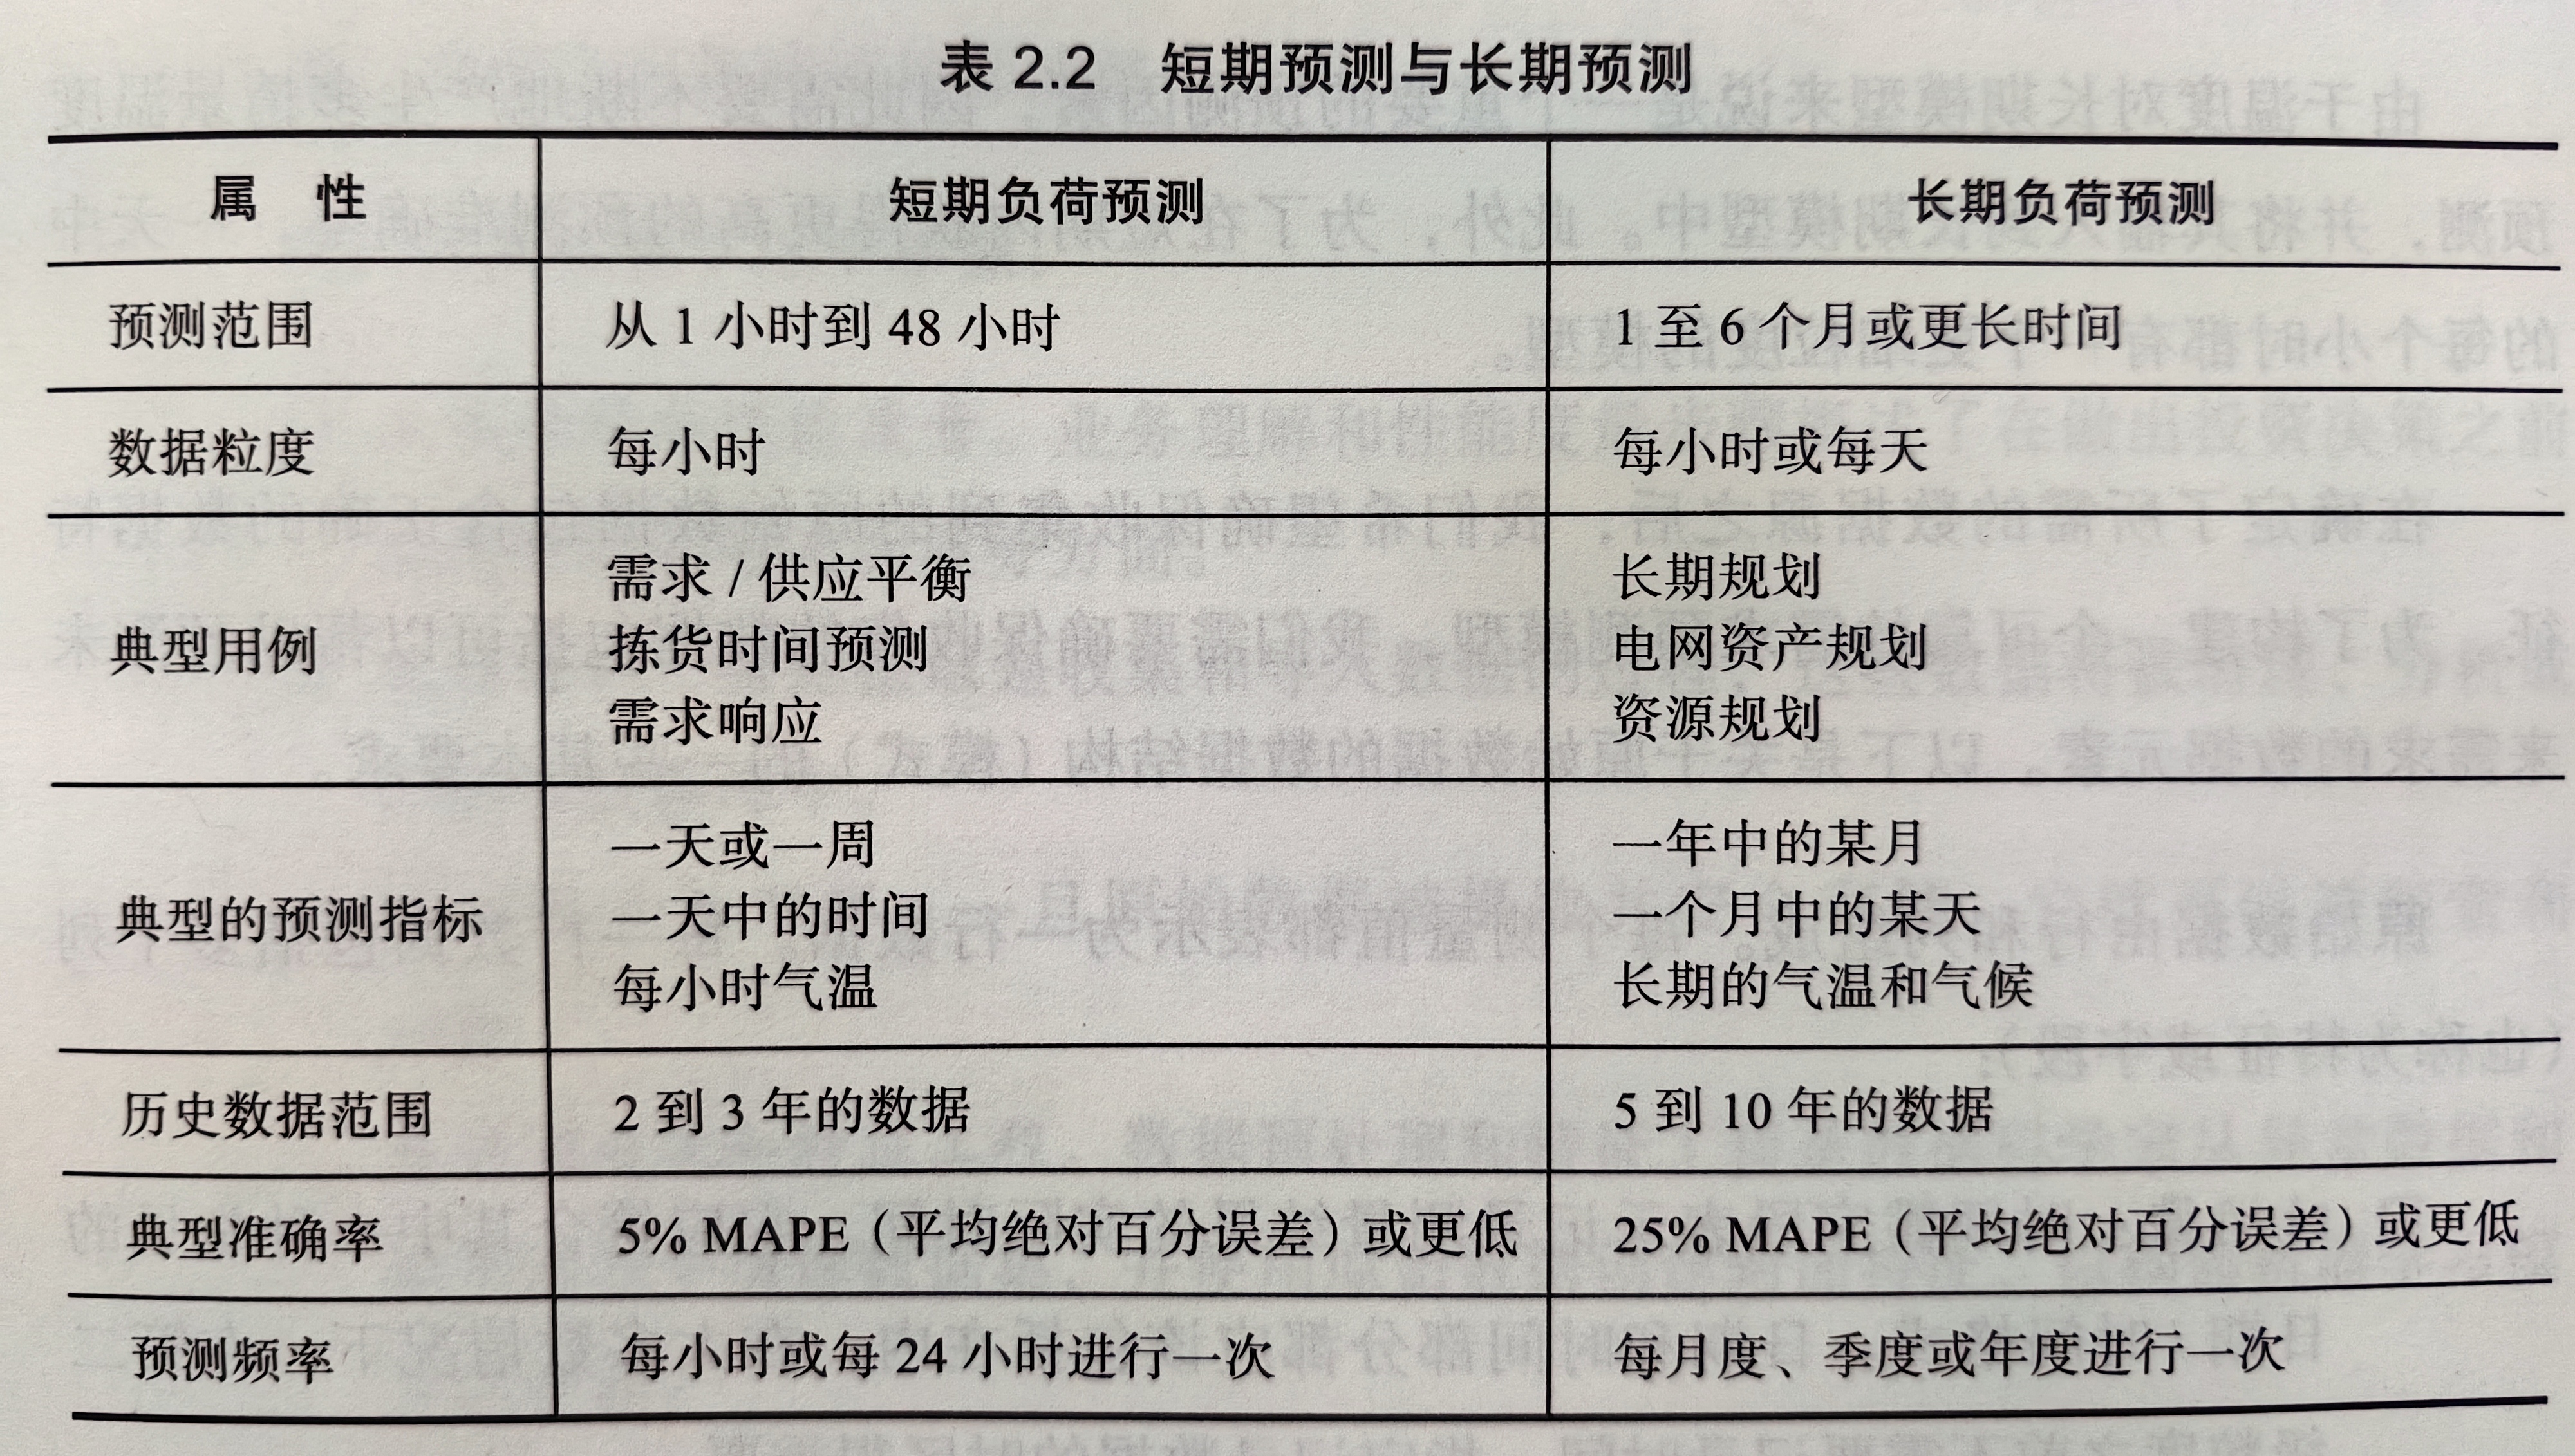 表 2.2 短期预测与长期预测
属 性 短期负荷预测 长期负荷预测
预测范围 从 1 小时到 48 小时 1 至 6 个月或更长时间
数据粒度 每小时 每小时或每天
典型用例
需求 / 供应平衡
拣货时间预测
需求响应
长期规划
电网资产规划
资源规划
典型的预测指标
一天或一周
一天中的时间
每小时气温
一年中的某月
一个月中的某天
长期的气温和气候
历史数据范围 2 到 3 年的数据 5 到 10 年的数据
典型准确率 5% MAPE（平均绝对百分误差）或更低 25% MAPE（平均绝对百分误差）或更低
预测频率 每小时或每 24 小时进行一次 每月度、季度或年度进行一次